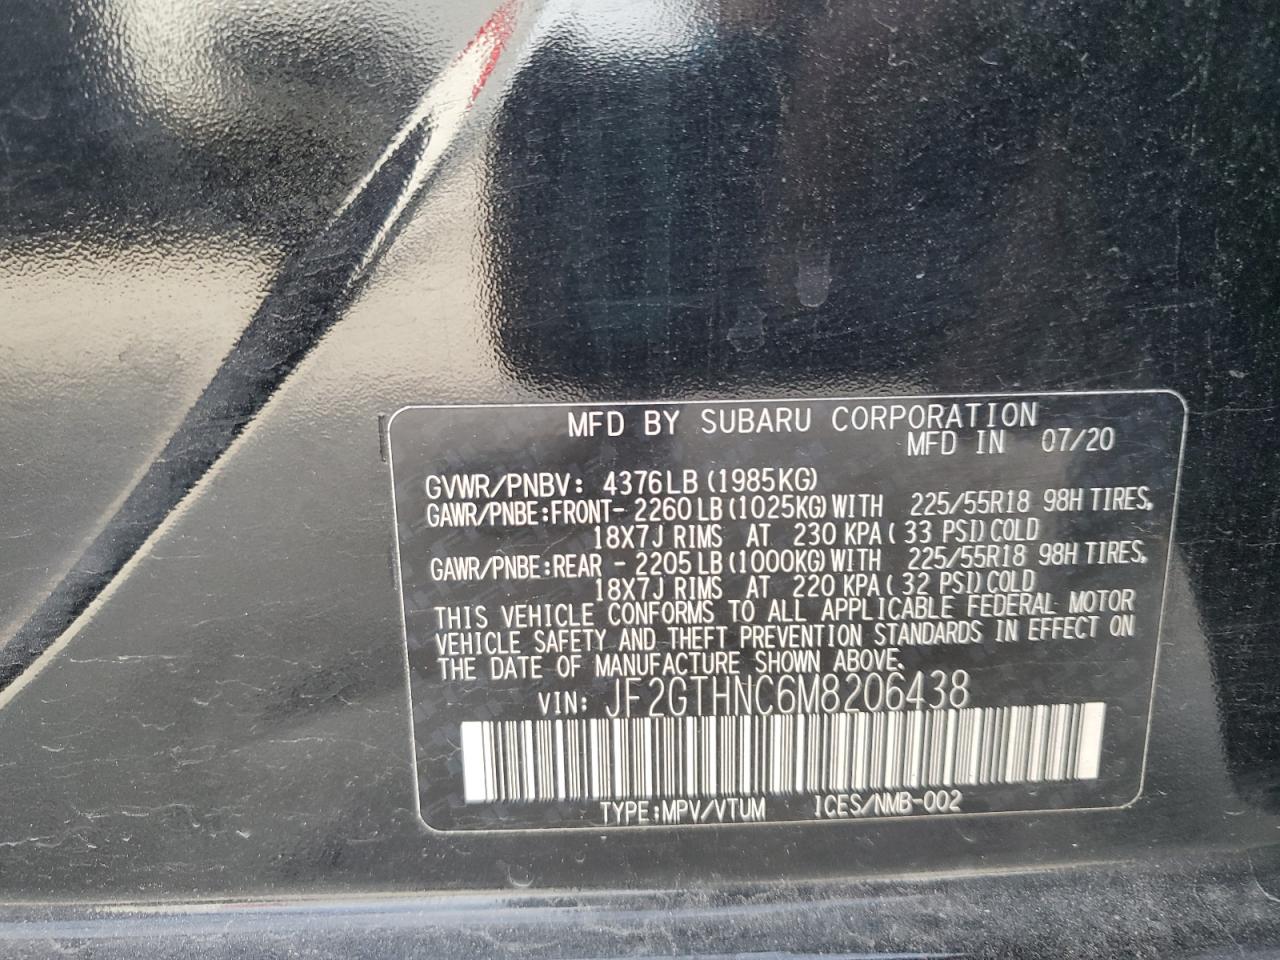 MFD BY SUBARU CORPORATION
MFD IN 07/20
GVWR/PNBV: 4376LB (1985KG)
GAWR/PNBE:FRONT- 2260 LB (1025KG) WITH 225/55R18 98H TIRES,
18X7J RIMS AT 230 KPA ( 33 PSI) COLD
GAWR/PNBE:REAR - 2205 LB (1000KG) WITH 225/55R18 98H TIRES,
18X7J RIMS AT 220 KPA ( 32 PSI) COLD
THIS VEHICLE CONFORMS TO ALL APPLICABLE FEDERAL MOTOR
VEHICLE SAFETY AND THEFT PREVENTION STANDARDS IN EFFECT ON
THE DATE OF MANUFACTURE SHOWN ABOVE.
VIN: JF2GTHNC6M8206438
TYPE:MPV/VTUM ICES/NMB-002